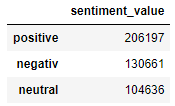 sentiment_value
positive 206197
negativ 130661
neutral 104636